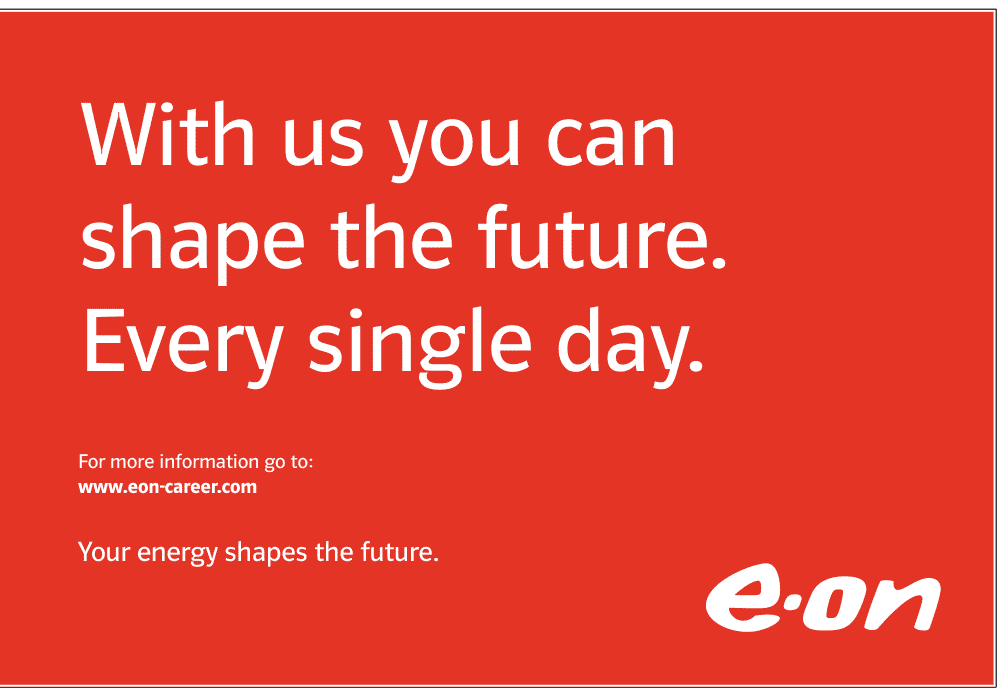 With us you can
shape the future.
Every single day.
For more information go to:
www.eon-career.com
Your energy shapes the future.
e·on